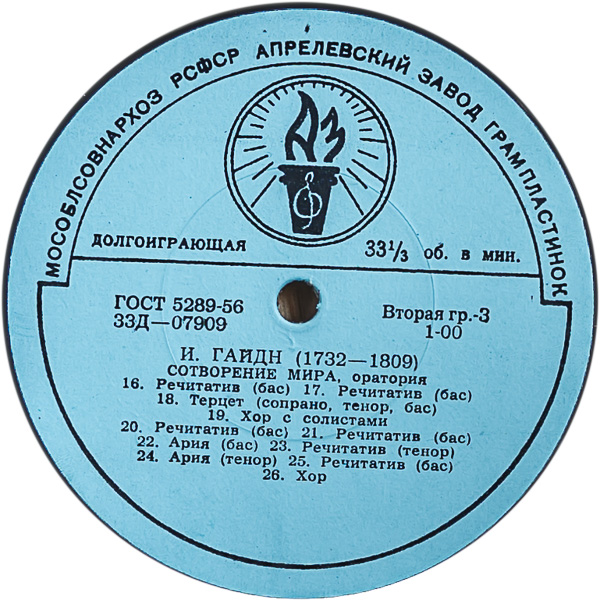 МОСОБЛСОВНАРХОЗ РСФСР АПРЕЛЕВСКИЙ ЗАВОД ГРАМПЛАСТИНОК
АЗ
ДОЛГОИГРАЮЩАЯ 33⅓ об. в мин.
ГОСТ 5289-56 Вторая гр.-3
33Д—07909 1-00
И. ГАЙДН (1732—1809)
СОТВОРЕНИЕ МИРА, оратория
16. Речитатив (бас) 17. Речитатив (бас)
18. Терцет (сопрано, тенор, бас)
19. Хор с солистами
20. Речитатив (бас) 21. Речитатив (бас)
22. Ария (бас) 23. Речитатив (тенор)
24. Ария (тенор) 25. Речитатив (бас)
26. Хор